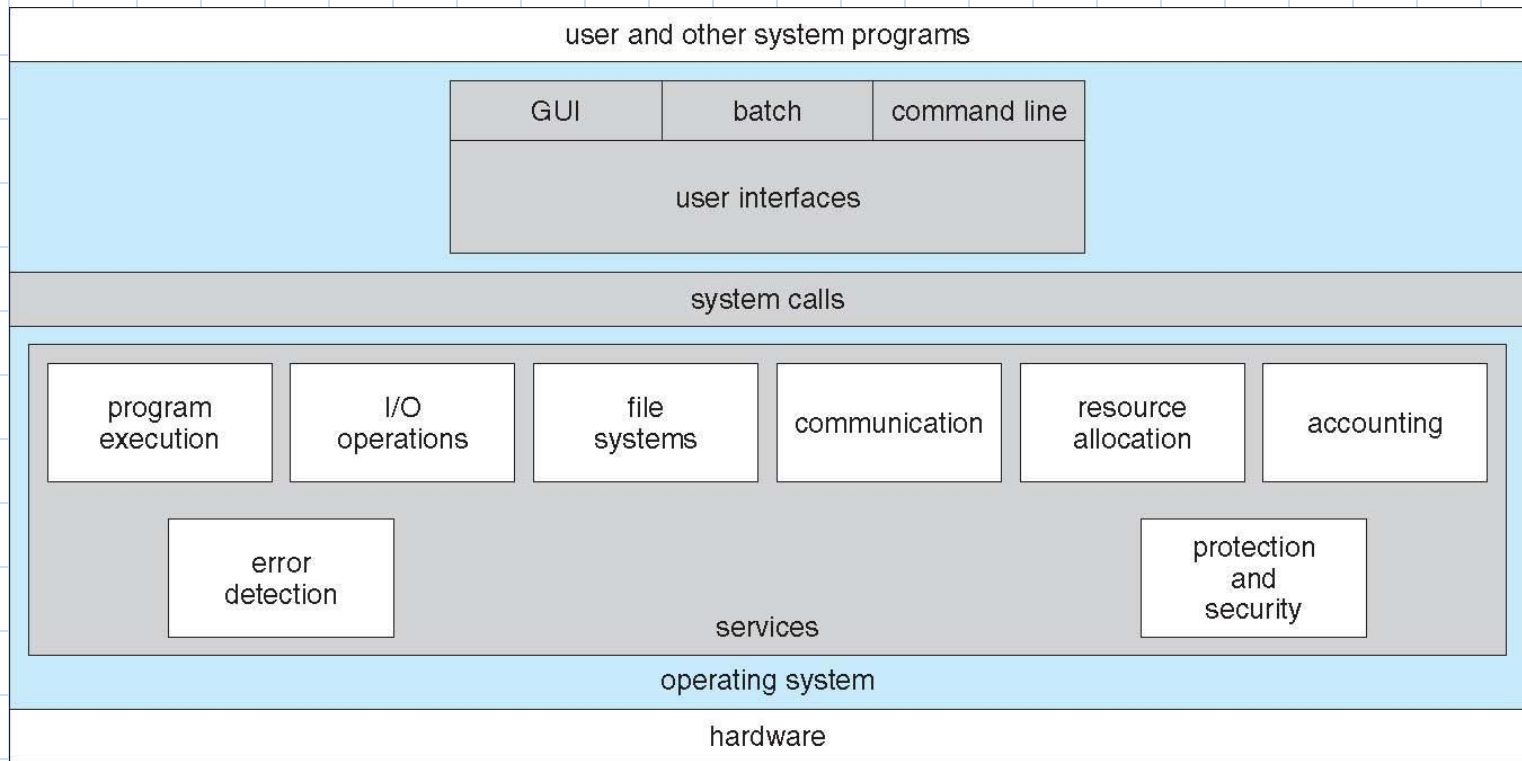 user and other system programs
GUI
batch
command line
user interfaces
system calls
program
execution
I/O
operations
file
systems
communication
resource
allocation
accounting
error
detection
protection
and
security
services
operating system
hardware